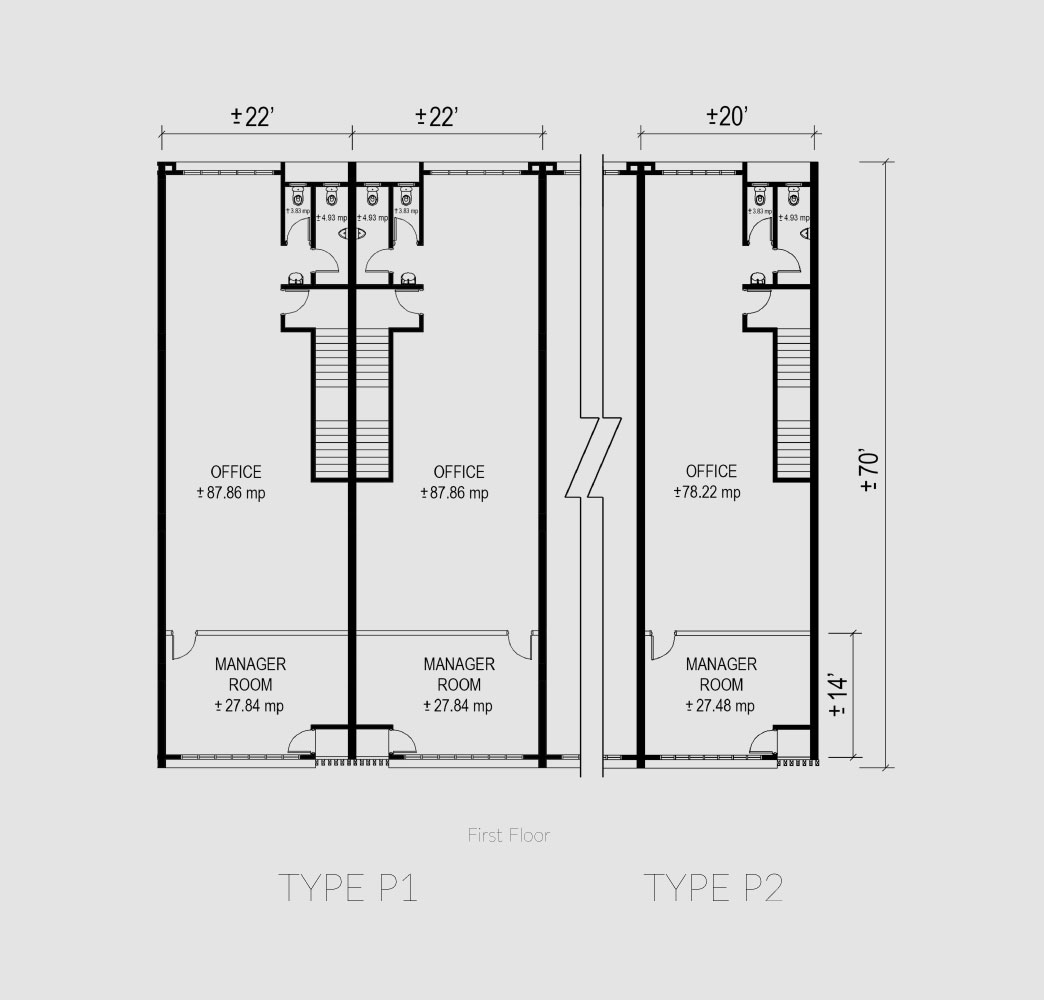 ±22’
±22’
±20’
±3.83 mp
±4.93 mp
±4.93 mp
±3.83 mp
±3.83 mp
±4.93 mp
±70’
OFFICE
±87.86 mp
OFFICE
±87.86 mp
OFFICE
±78.22 mp
MANAGER
ROOM
±27.84 mp
MANAGER
ROOM
±27.84 mp
MANAGER
ROOM
±27.48 mp
±14’
First Floor
TYPE P1
TYPE P2